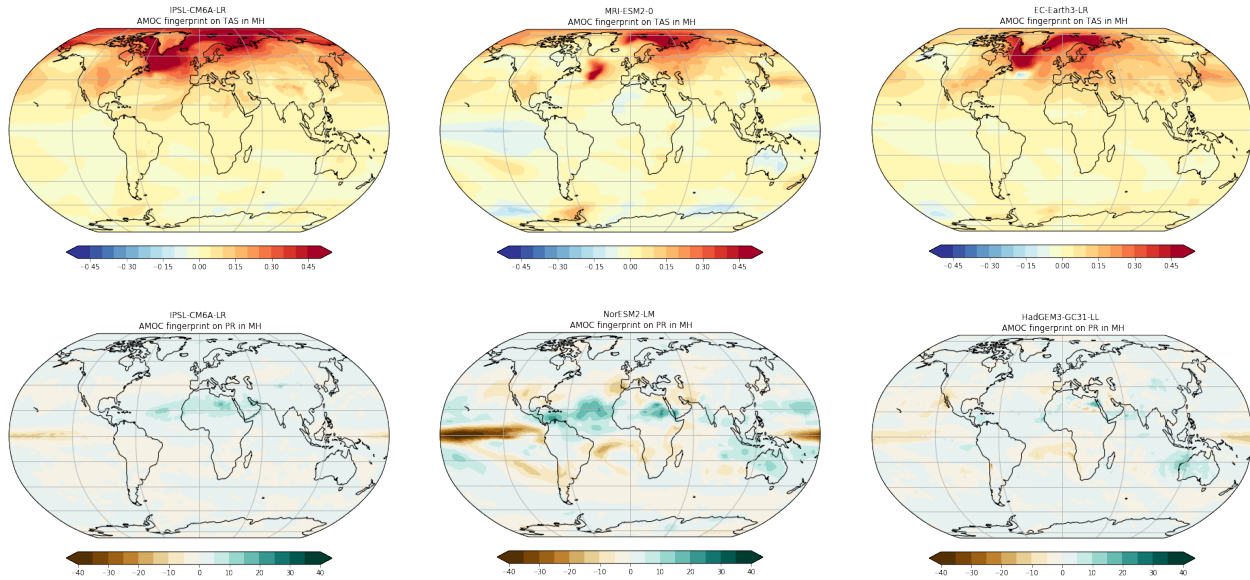 IPSL-CM6A-LR
AMOC fingerprint on TAS in MH
−0.45 −0.30 −0.15 0.00 0.15 0.30 0.45
MRI-ESM2-0
AMOC fingerprint on TAS in MH
−0.45 −0.30 −0.15 0.00 0.15 0.30 0.45
EC-Earth3-LR
AMOC fingerprint on TAS in MH
−0.45 −0.30 −0.15 0.00 0.15 0.30 0.45
IPSL-CM6A-LR
AMOC fingerprint on PR in MH
−40 −30 −20 −10 0 10 20 30 40
NorESM2-LM
AMOC fingerprint on PR in MH
−40 −30 −20 −10 0 10 20 30 40
HadGEM3-GC31-LL
AMOC fingerprint on PR in MH
−40 −30 −20 −10 0 10 20 30 40